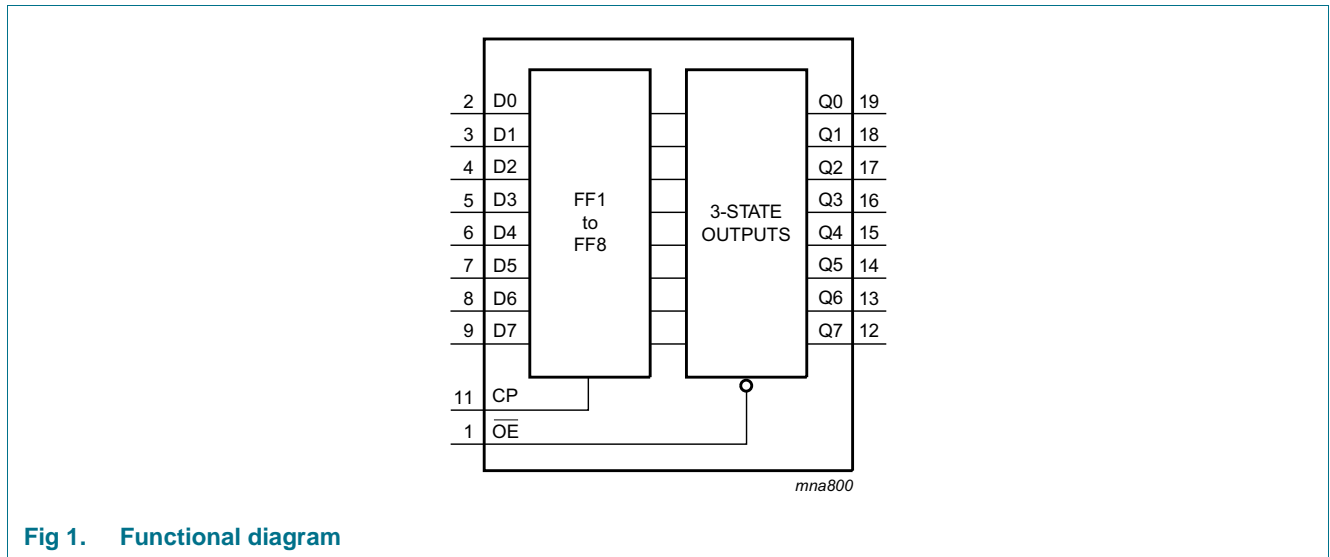 2 D0 Q0 19
3 D1 Q1 18
4 D2 Q2 17
5 D3 FF1 Q3 16
to 3-STATE
6 D4 FF8 OUTPUTS Q4 15
7 D5 Q5 14
8 D6 Q6 13
9 D7 Q7 12
11 CP
1 O̅E̅
mna800
Fig 1. Functional diagram